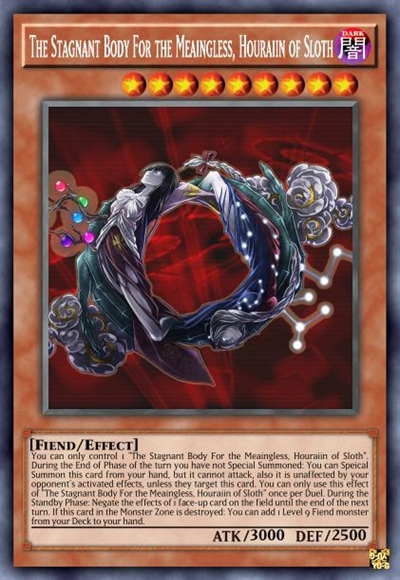 The Stagnant Body For the Meaingless, Houraiin of Sloth
DARK
闇
[Fiend/Effect]
You can only control 1 "The Stagnant Body For the Meaingless, Houraiin of Sloth".
During the End of Phase of the turn you have not Special Summoned: You can Speical
Summon this card from your hand, but it cannot attack, also it is unaffected by your
opponent's activated effects, unless they target this card. You can only use this effect
of "The Stagnant Body For the Meaingless, Houraiin of Sloth" once per Duel. During the
Standby Phase: Negate the effects of 1 face-up card on the field until the end of the next
turn. If this card in the Monster Zone is destroyed: You can add 1 Level 9 Fiend monster
from your Deck to your hand.
ATK/3000 DEF/2500